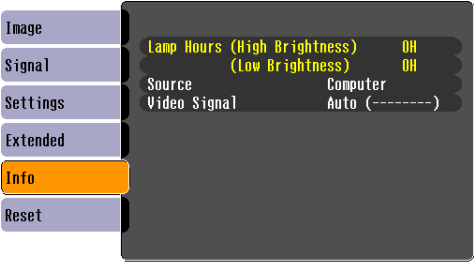 Image
Signal
Settings
Extended
Info
Reset
Lamp Hours (High Brightness) 0H
(Low Brightness) 0H
Source Computer
Video Signal Auto (--------)